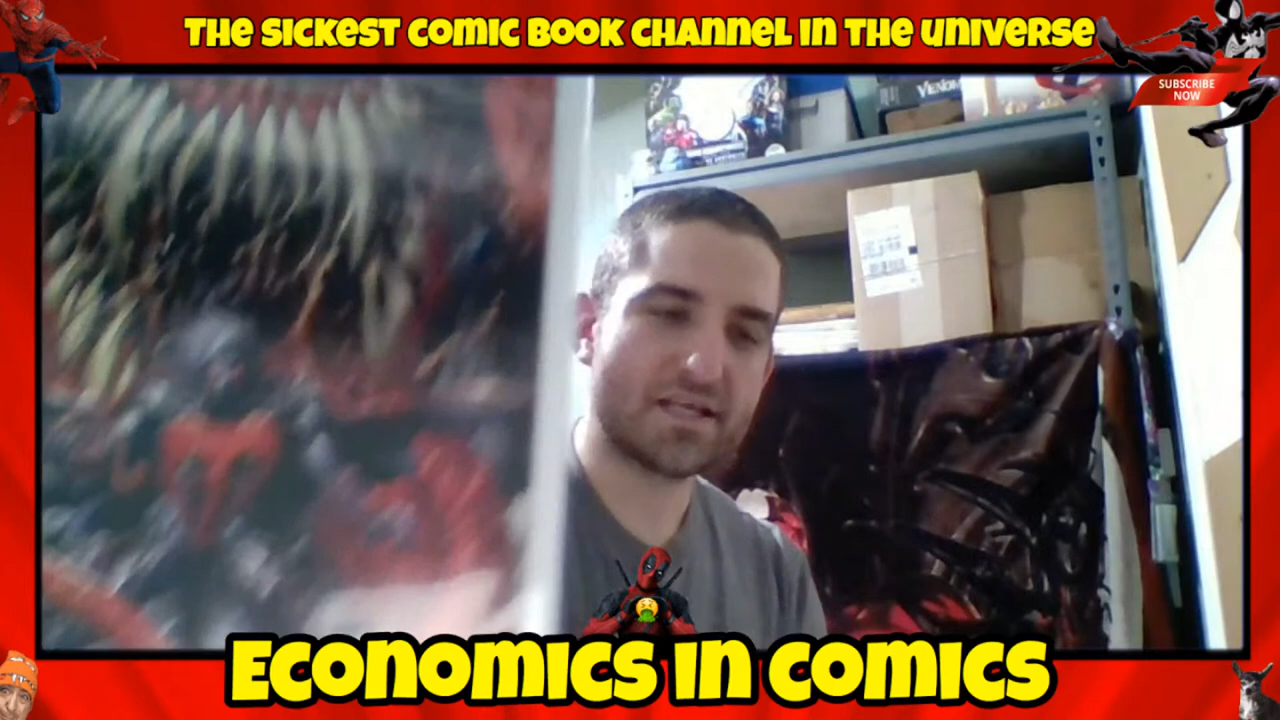 THE SICKEST COMIC BOOK CHANNEL IN THE UNIVERSE
SUBSCRIBE
NOW
VENOM
ECONOMICS IN COMICS